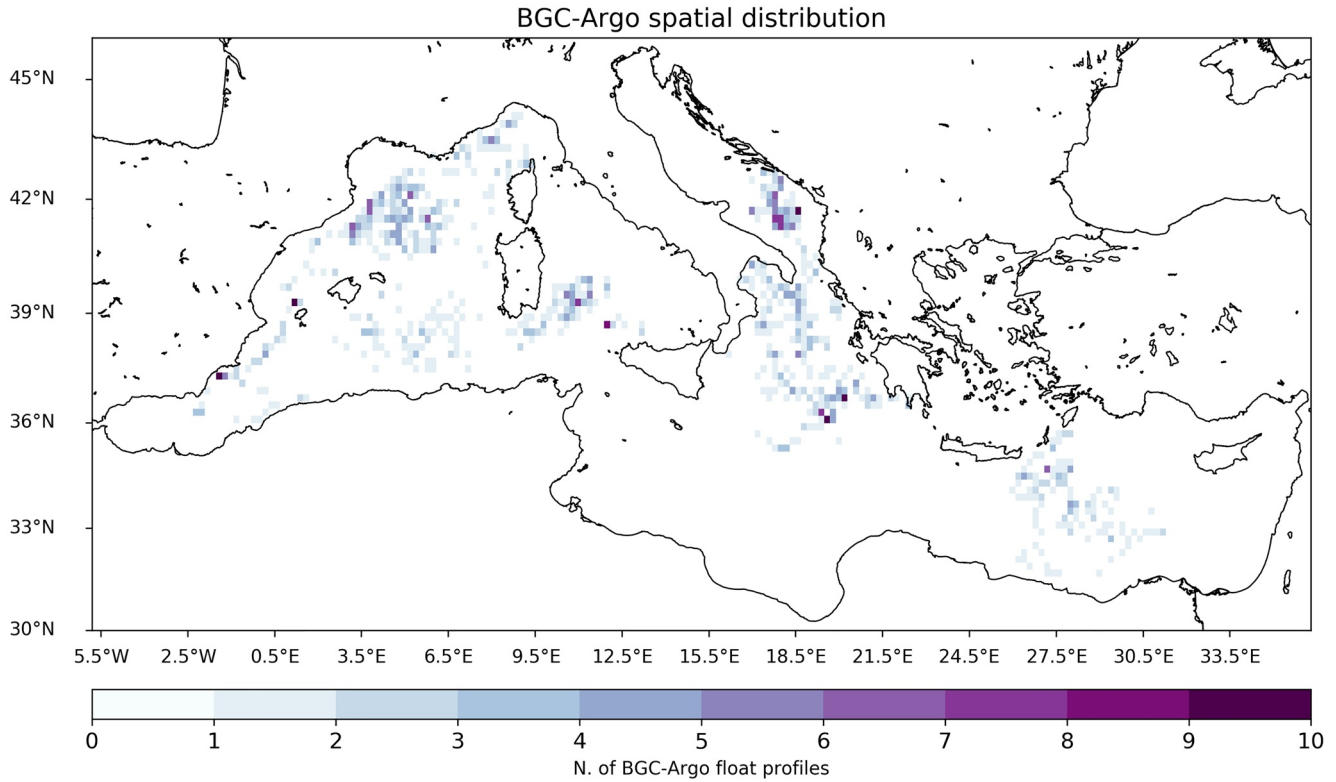 BGC-Argo spatial distribution
45°N
42°N
39°N
36°N
33°N
30°N
5.5°W 2.5°W 0.5°E 3.5°E 6.5°E 9.5°E 12.5°E 15.5°E 18.5°E 21.5°E 24.5°E 27.5°E 30.5°E 33.5°E
0 1 2 3 4 5 6 7 8 9 10
N. of BGC-Argo float profiles